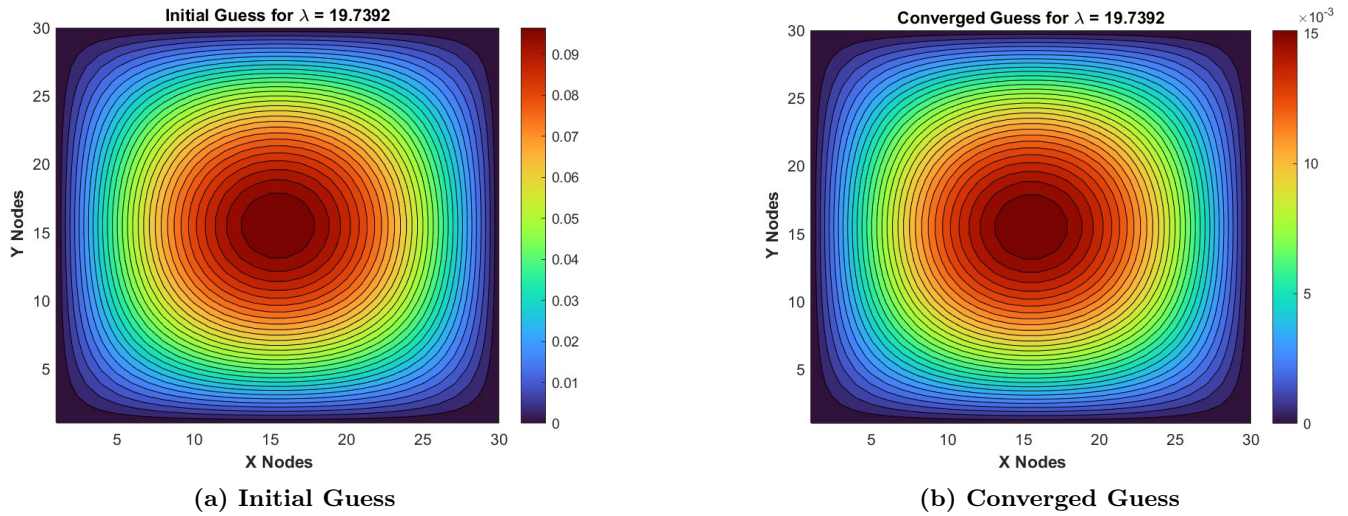 Initial Guess for λ = 19.7392
30
25
20
15
10
5
Y Nodes
5 10 15 20 25 30
X Nodes
0.09
0.08
0.07
0.06
0.05
0.04
0.03
0.02
0.01
0
(a) Initial Guess
Converged Guess for λ = 19.7392
30
25
20
15
10
5
Y Nodes
5 10 15 20 25 30
X Nodes
×10⁻³
15
10
5
0
(b) Converged Guess